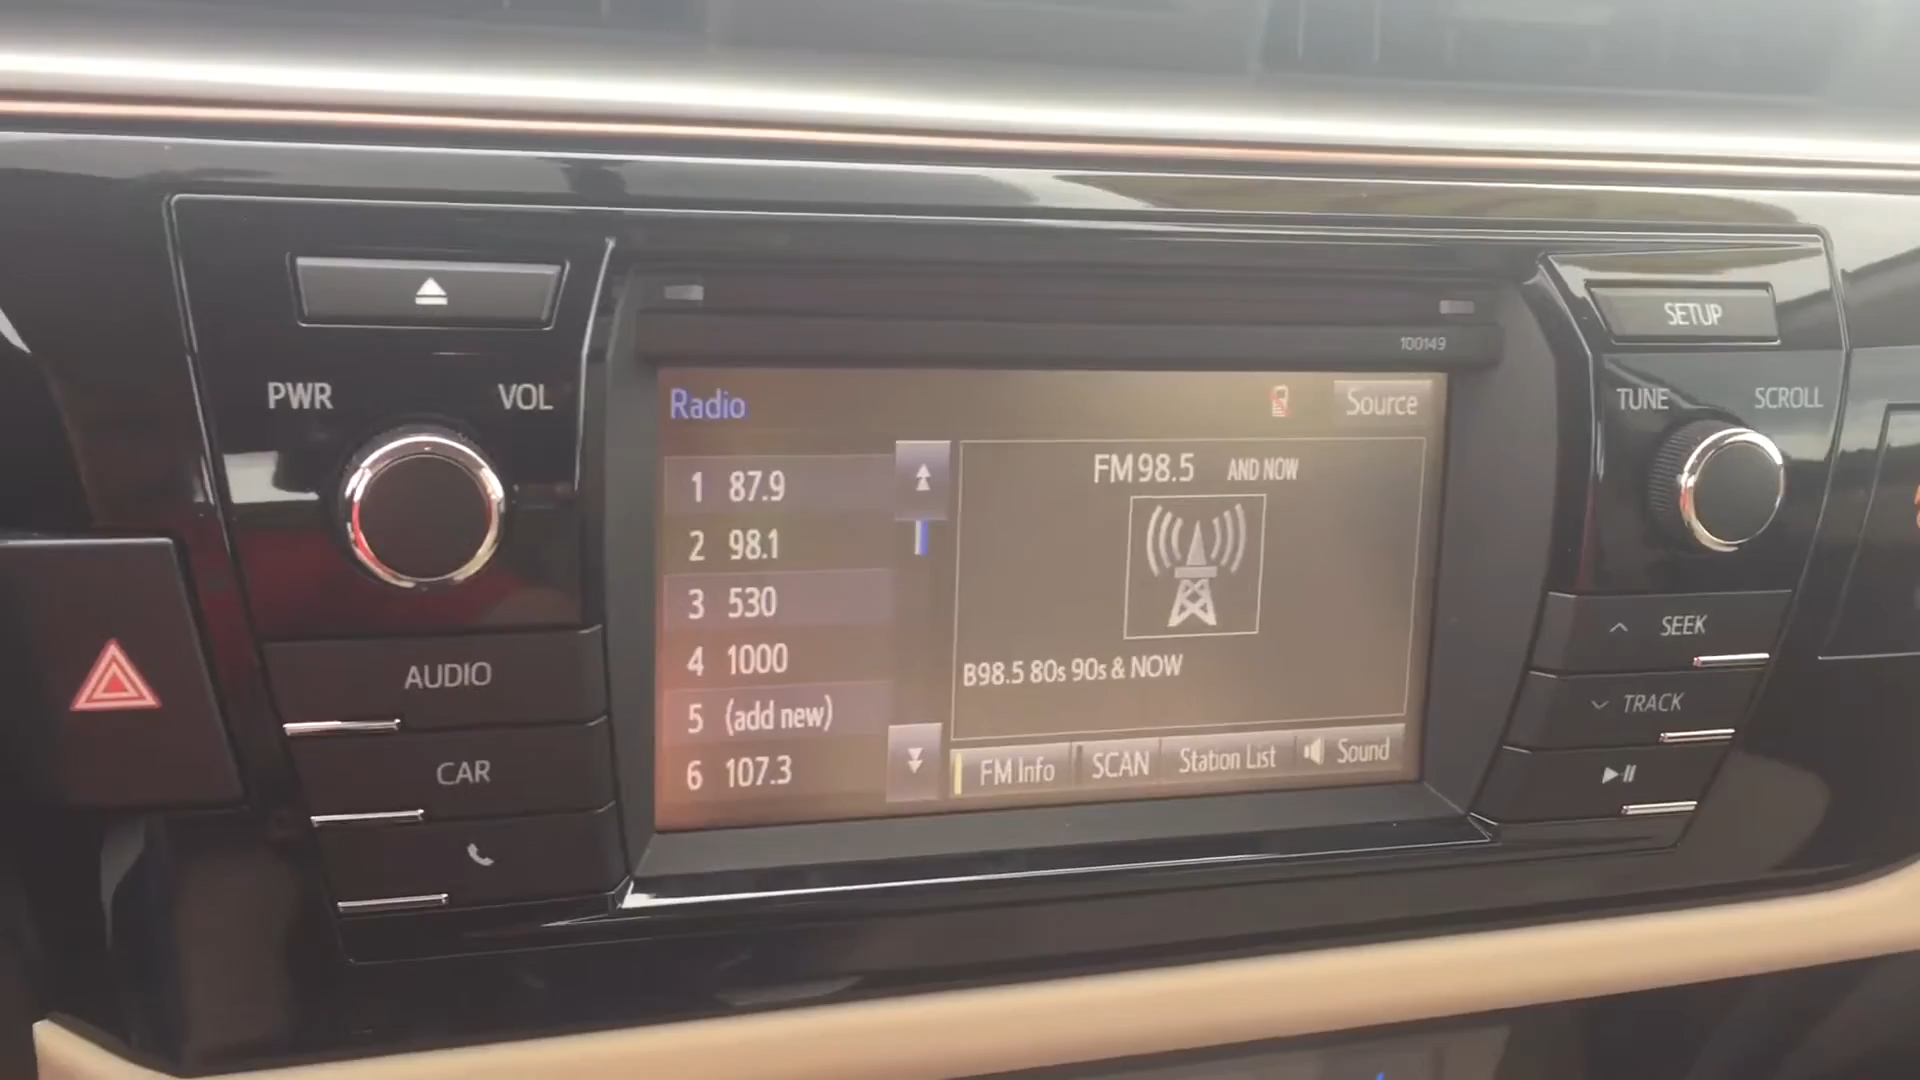 SETUP
100149
PWR VOL
TUNE SCROLL
Radio
Source
1 87.9
2 98.1
3 530
4 1000
5 (add new)
6 107.3
FM 98.5 AND NOW
B98.5 80s 90s & NOW
FM Info
SCAN
Station List
Sound
AUDIO
CAR
SEEK
TRACK